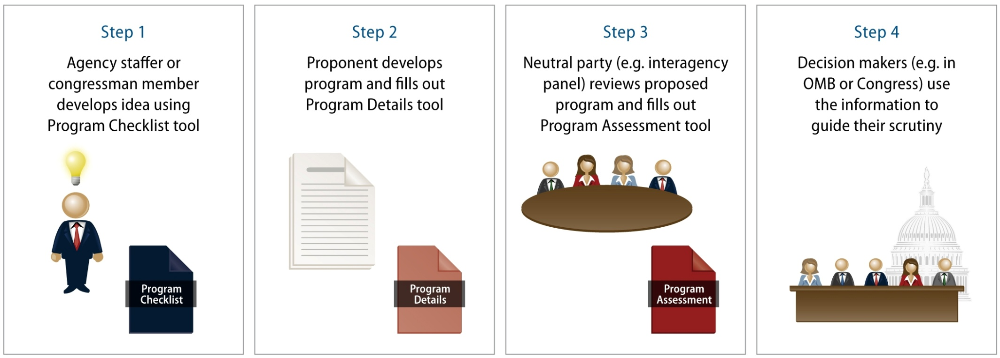 Step 1
Agency staffer or
congressman member
develops idea using
Program Checklist tool
Program
Checklist
Step 2
Proponent develops
program and fills out
Program Details tool
Program
Details
Step 3
Neutral party (e.g. interagency
panel) reviews proposed
program and fills out
Program Assessment tool
Program
Assessment
Step 4
Decision makers (e.g. in
OMB or Congress) use
the information to
guide their scrutiny